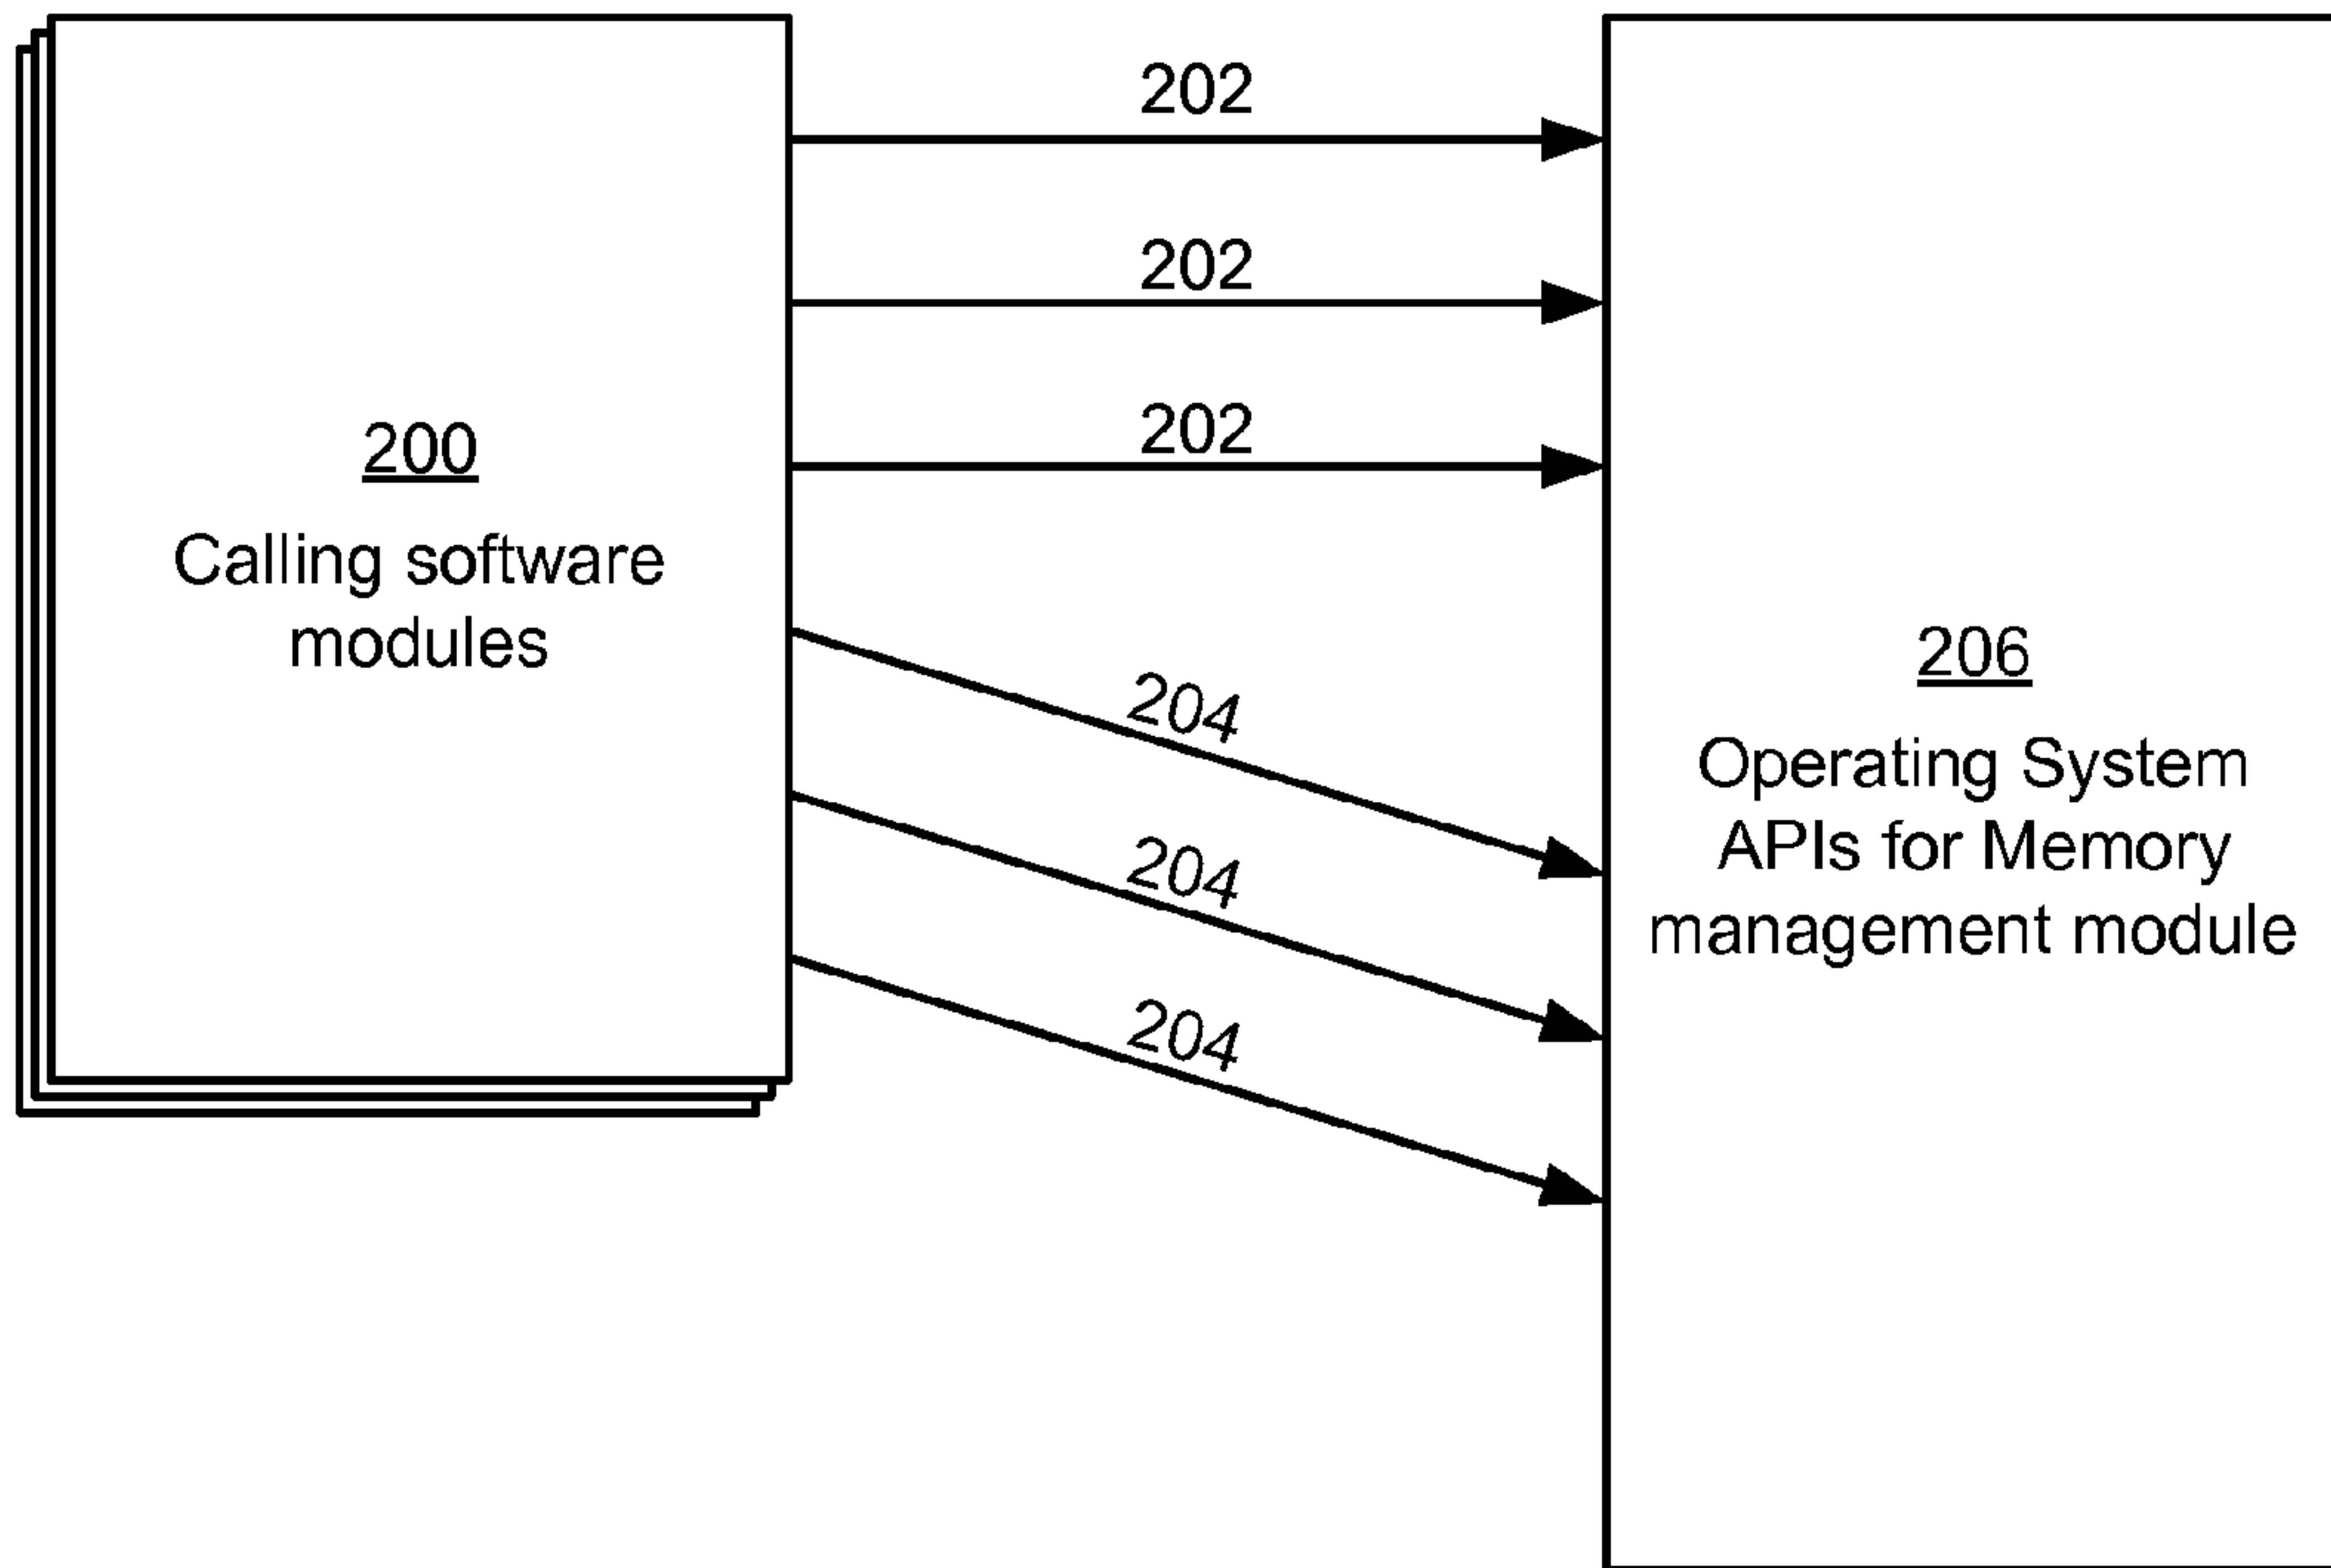 200
Calling software
modules
202
202
202
204
204
204
206
Operating System
APIs for Memory
management module